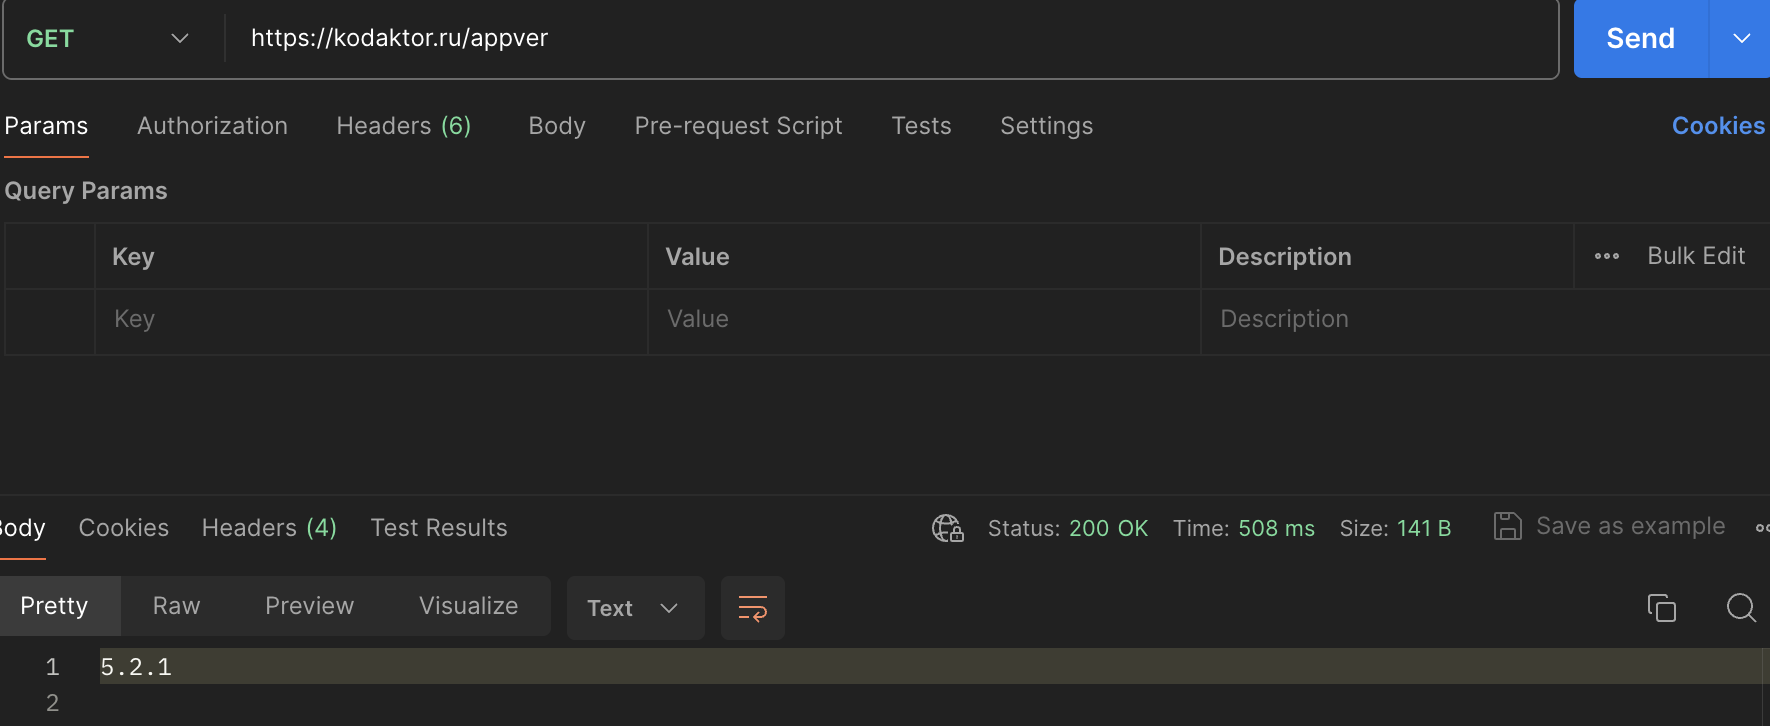 GET https://kodaktor.ru/appver Send
Params Authorization Headers (6) Body Pre-request Script Tests Settings Cookies
Query Params
Key Value Description Bulk Edit
Key Value Description
Body Cookies Headers (4) Test Results Status: 200 OK Time: 508 ms Size: 141 B Save as example
Pretty Raw Preview Visualize Text
1 5.2.1
2